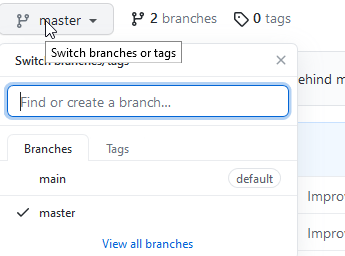 master
2 branches
0 tags
Switch branches or tags
Switch branches/tags
ehind m
Find or create a branch...
Branches
Tags
main
default
master
Improv
Improv
View all branches